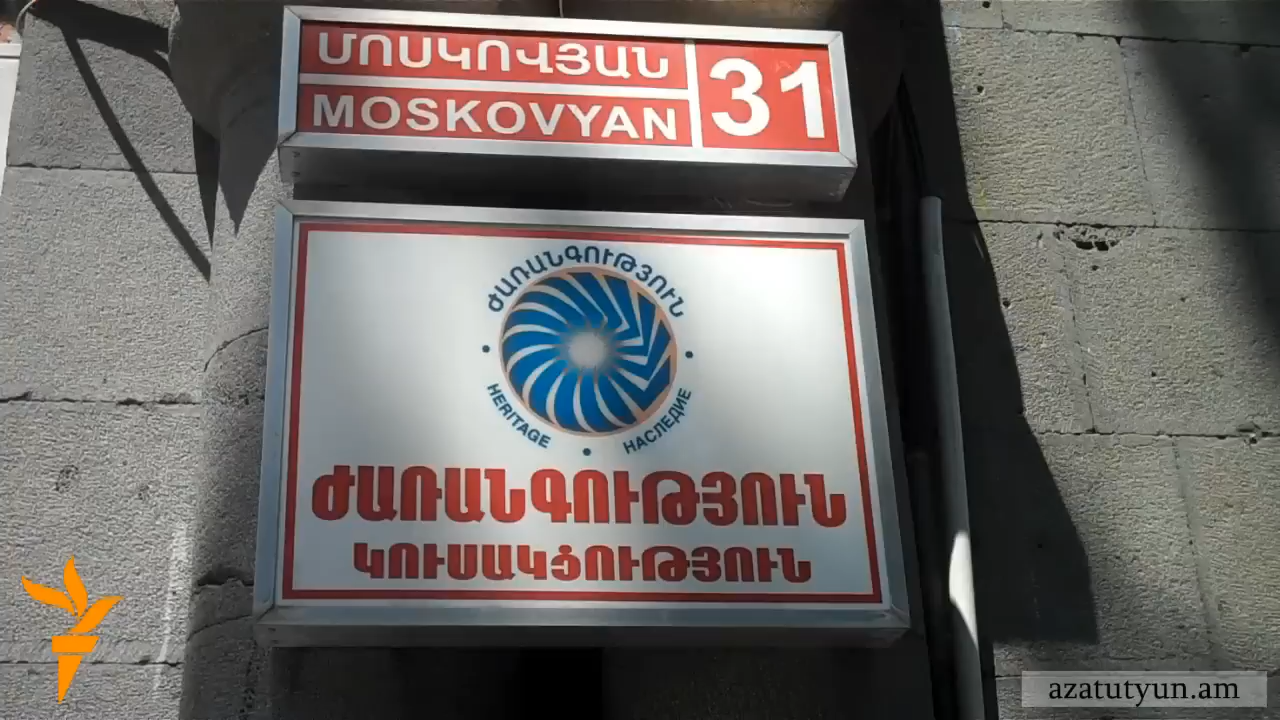 ՄՈՍԿՈՎՅԱՆ
MOSKOVYAN
31
ԺԱՌԱՆԳՈՒԹՅՈՒՆ
HERITAGE
НАСЛЕДИЕ
ԺԱՌԱՆԳՈՒԹՅՈՒՆ
ԿՈՒՍԱԿՑՈՒԹՅՈՒՆ
azatutyun.am